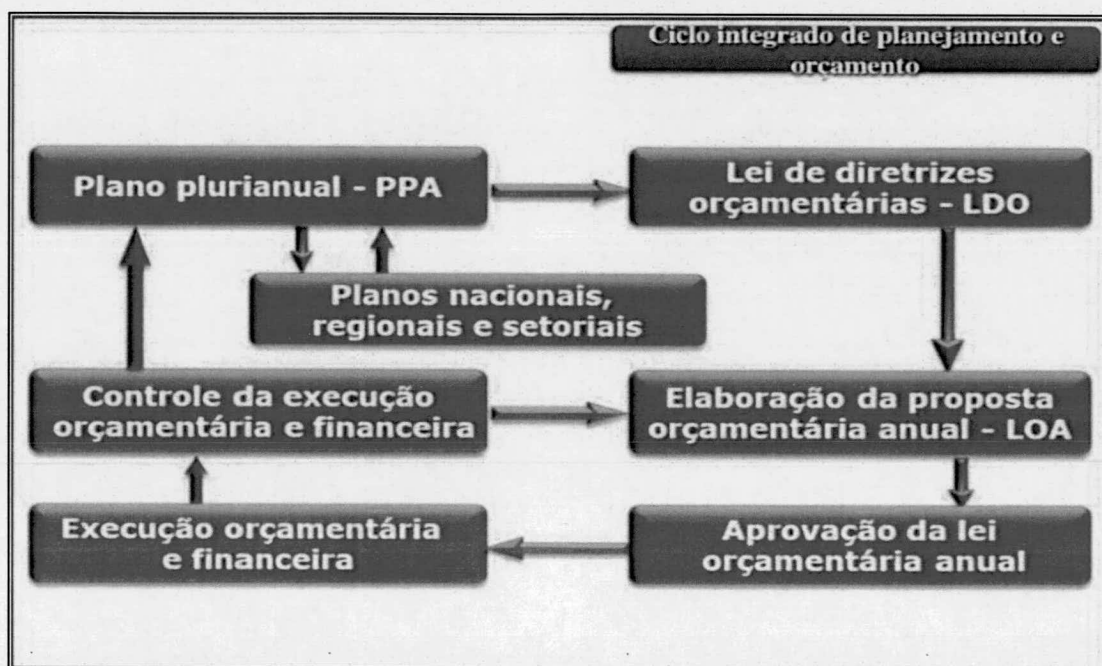 Ciclo integrado de planejamento e
orçamento
Plano plurianual - PPA
Lei de diretrizes
orçamentárias - LDO
Planos nacionais,
regionais e setoriais
Controle da execução
orçamentária e financeira
Elaboração da proposta
orçamentária anual - LOA
Execução orçamentária
e financeira
Aprovação da lei
orçamentária anual